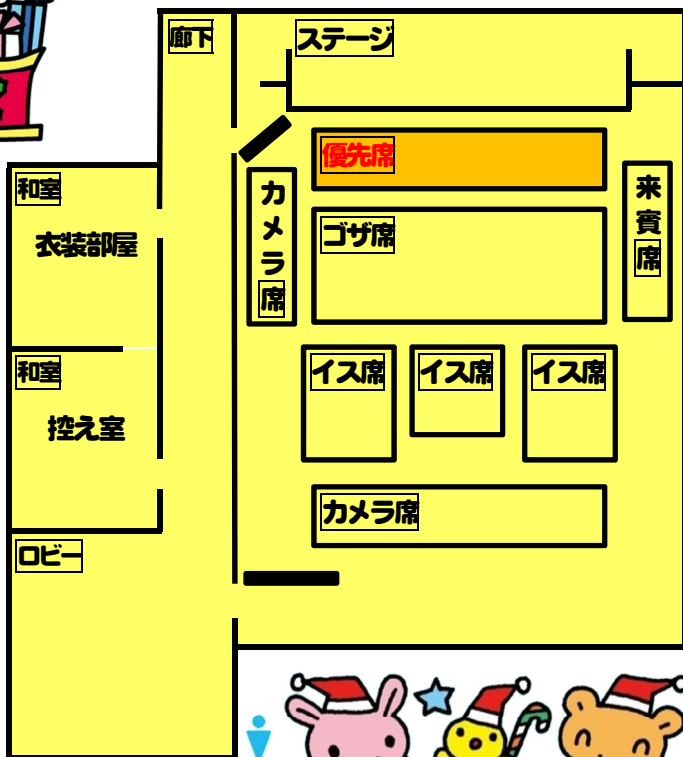 廊下
ステージ
優先席
和室
衣装部屋
カメラ席
ゴザ席
来賓席
和室
控え室
イス席
イス席
イス席
カメラ席
ロビー